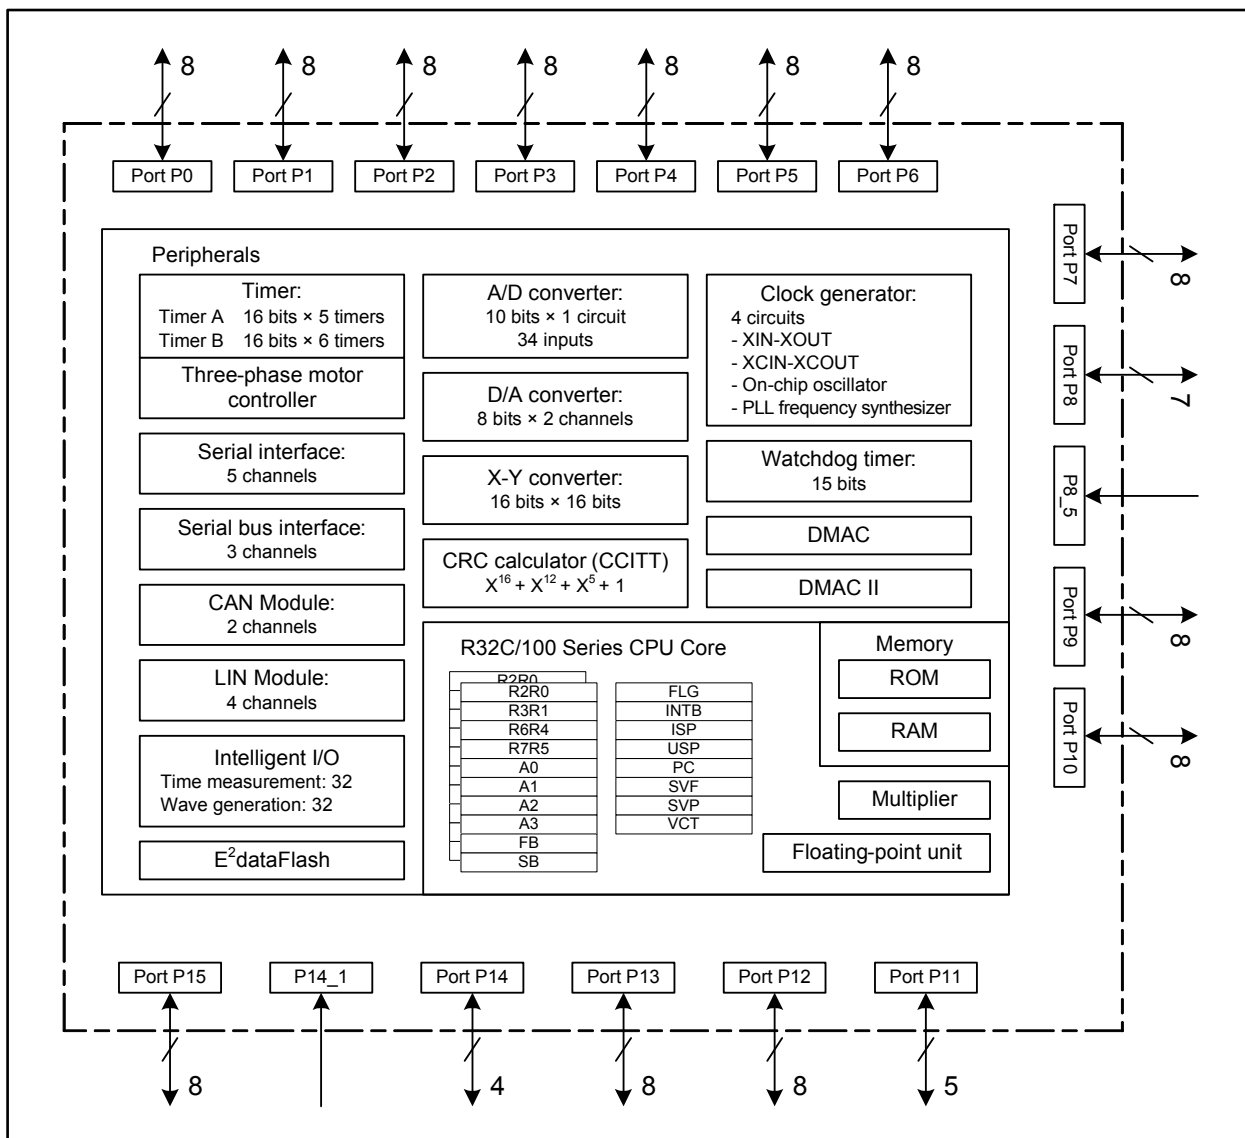 8 8 8 8 8 8 8
Port P0 Port P1 Port P2 Port P3 Port P4 Port P5 Port P6
Port P7
8
Port P8
7
P8_5
Port P9
8
Port P10
8
Peripherals
Timer:
Timer A 16 bits × 5 timers
Timer B 16 bits × 6 timers
Three-phase motor
controller
Serial interface:
5 channels
Serial bus interface:
3 channels
CAN Module:
2 channels
LIN Module:
4 channels
Intelligent I/O
Time measurement: 32
Wave generation: 32
E²dataFlash
A/D converter:
10 bits × 1 circuit
34 inputs
D/A converter:
8 bits × 2 channels
X-Y converter:
16 bits × 16 bits
CRC calculator (CCITT)
X¹⁶ + X¹² + X⁵ + 1
Clock generator:
4 circuits
- XIN-XOUT
- XCIN-XCOUT
- On-chip oscillator
- PLL frequency synthesizer
Watchdog timer:
15 bits
DMAC
DMAC II
R32C/100 Series CPU Core
R2R0
R2R0
R3R1
R6R4
R7R5
A0
A1
A2
A3
FB
SB
FLG
INTB
ISP
USP
PC
SVF
SVP
VCT
Memory
ROM
RAM
Multiplier
Floating-point unit
Port P15 P14_1 Port P14 Port P13 Port P12 Port P11
8 4 8 8 5